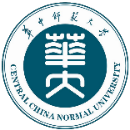 華中師範大學
CENTRAL CHINA NORMAL UNIVERSITY